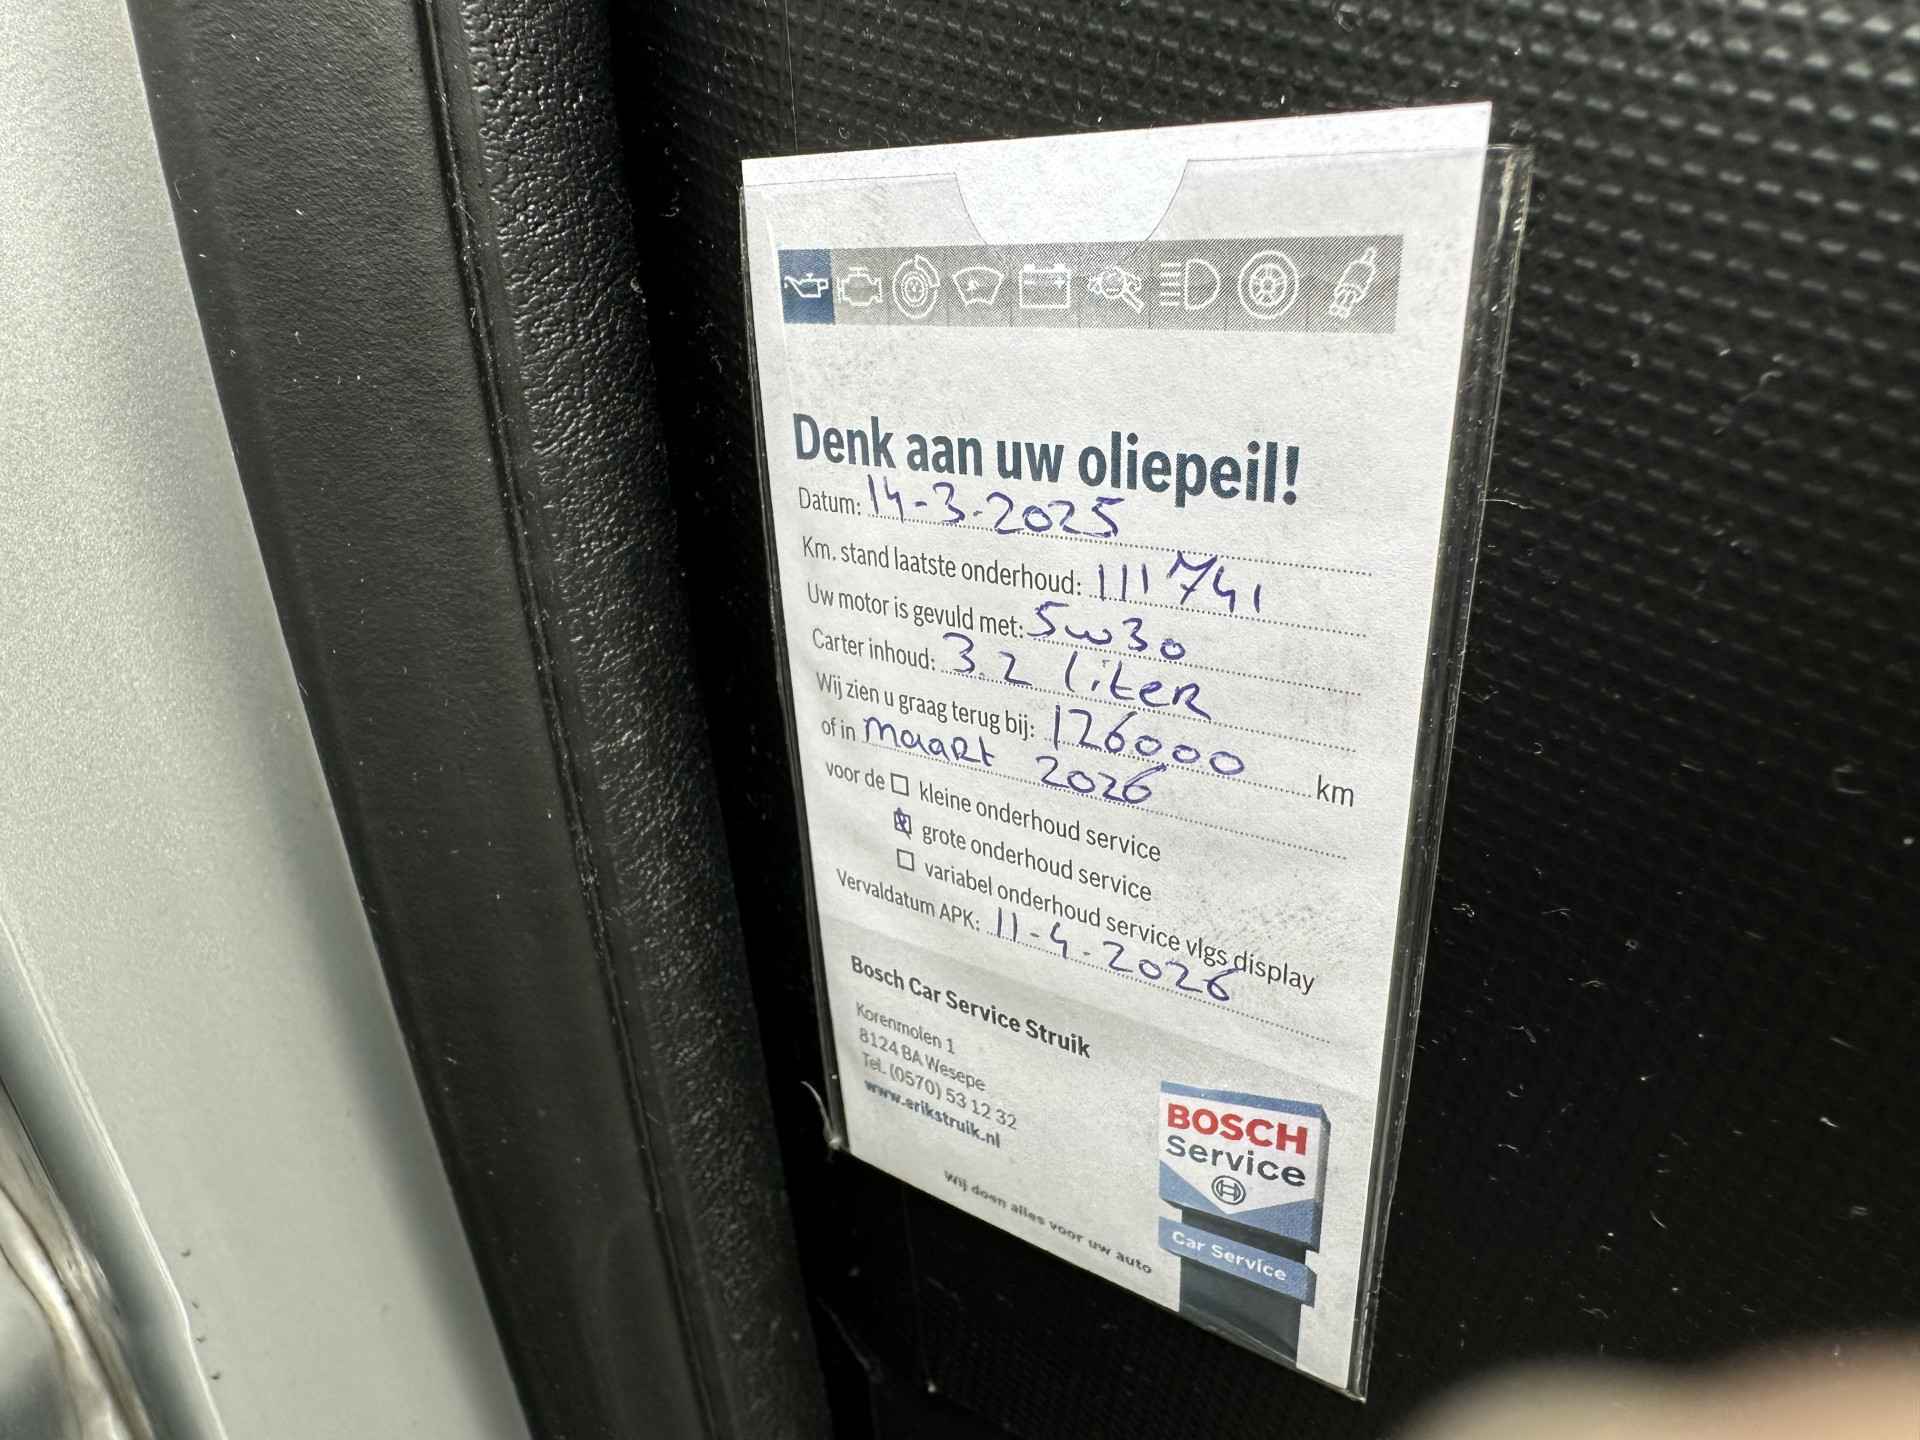 Denk aan uw oliepeil!
Datum: 14-3-2025
Km. stand laatste onderhoud: 111741
Uw motor is gevuld met: 5w30
Carter inhoud: 3.2 liter
Wij zien u graag terug bij: 126000 km
of in maart 2026
voor de ☐ kleine onderhoud service
☒ grote onderhoud service
☐ variabel onderhoud service vlgs display
Vervaldatum APK: 11-4-2026
Bosch Car Service Struik
Korenmolen 1
8124 BA Wesepe
Tel. (0570) 53 12 32
www.erikstruik.nl
Wij doen alles voor uw auto
BOSCH
Service
Car Service